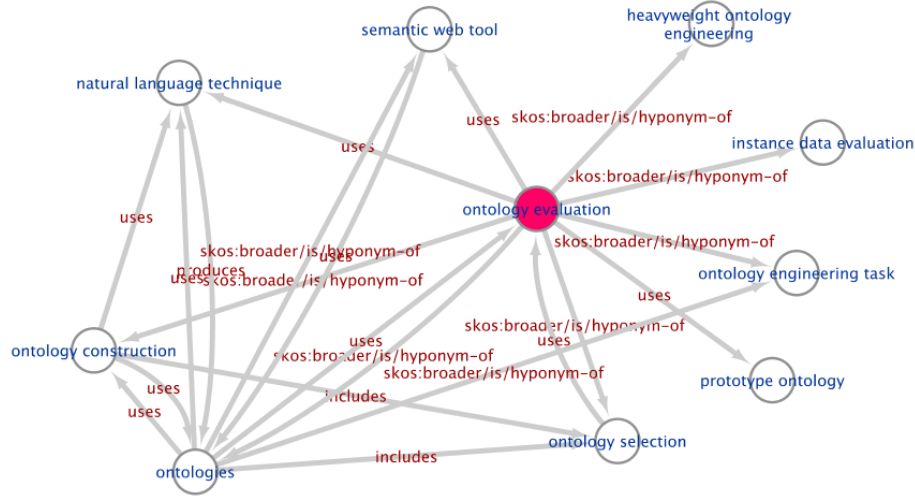 heavyweight ontology
engineering
semantic web tool
natural language technique
skos:broader/is/hyponym-of
uses
instance data evaluation
uses
skos:broader/is/hyponym-of
ontology evaluation
uses
skos:broader/is/hyponym-of
skos:broader/is/hyponym-of
uses
produces
ontology engineering task
uses
skos:broader/is/hyponym-of
uses
skos:broader/is/hyponym-of
uses
uses
ontology construction
skos:broader/is/hyponym-of
skos:broader/is/hyponym-of
prototype ontology
uses
includes
uses
ontology selection
includes
ontologies